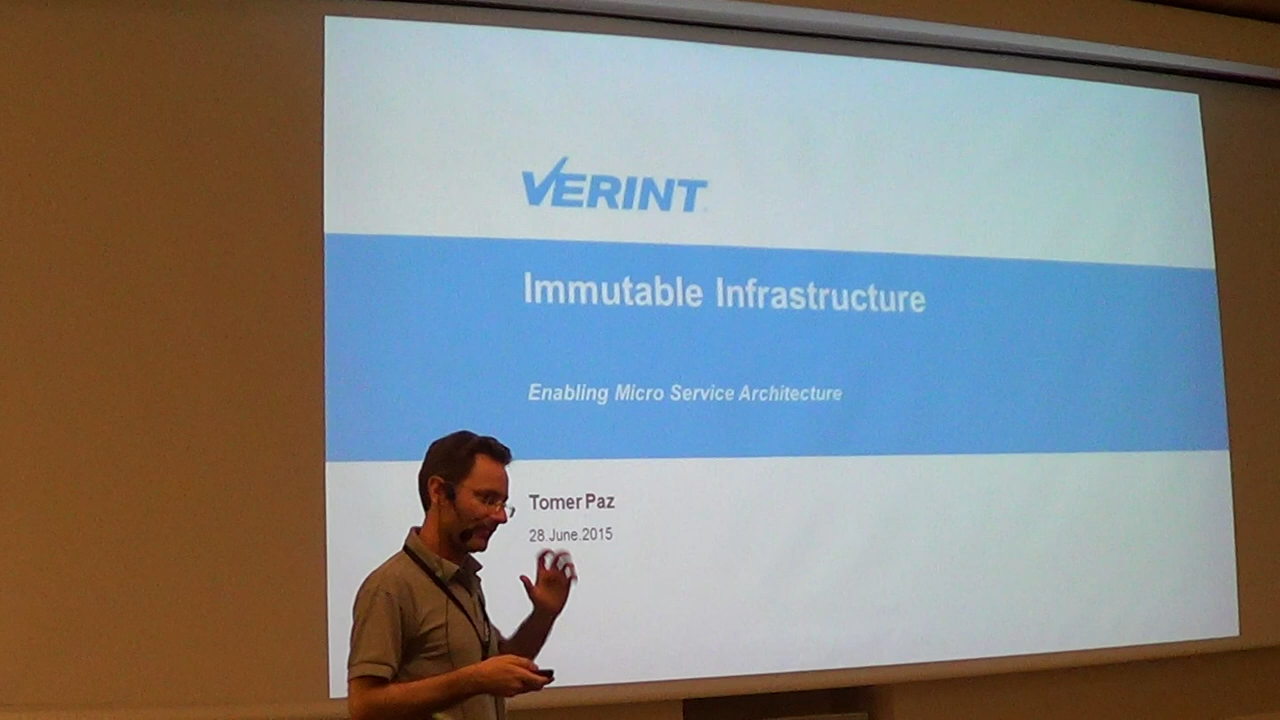 VERINT
Immutable Infrastructure
Enabling Micro Service Architecture
Tomer Paz
28.June.2015